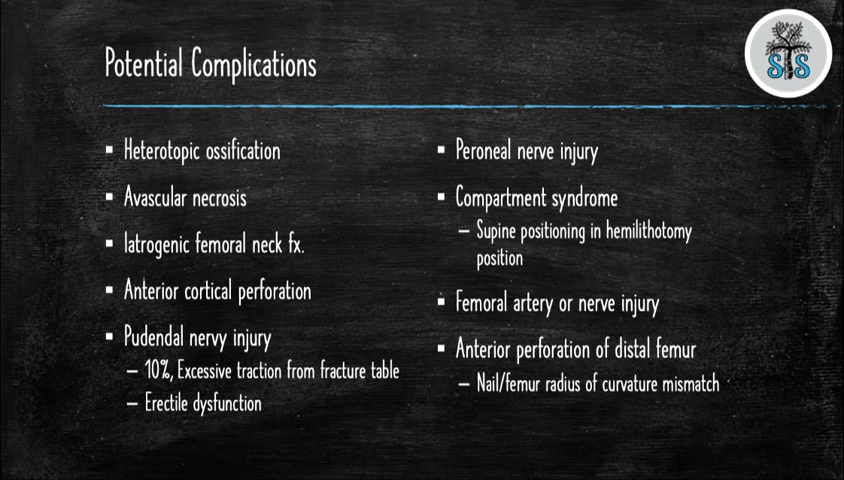 Potential Complications
STS
▪ Heterotopic ossification
▪ Avascular necrosis
▪ Iatrogenic femoral neck fx.
▪ Anterior cortical perforation
▪ Pudendal nervy injury
– 10%, Excessive traction from fracture table
– Erectile dysfunction
▪ Peroneal nerve injury
▪ Compartment syndrome
– Supine positioning in hemilithotomy
position
▪ Femoral artery or nerve injury
▪ Anterior perforation of distal femur
– Nail/femur radius of curvature mismatch